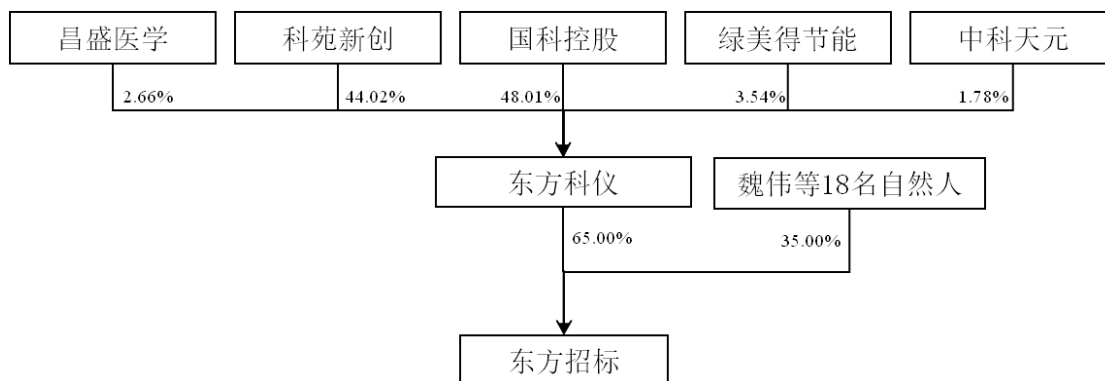 昌盛医学
科苑新创
国科控股
绿美得节能
中科天元
2.66%
44.02%
48.01%
3.54%
1.78%
东方科仪
魏伟等18名自然人
65.00%
35.00%
东方招标